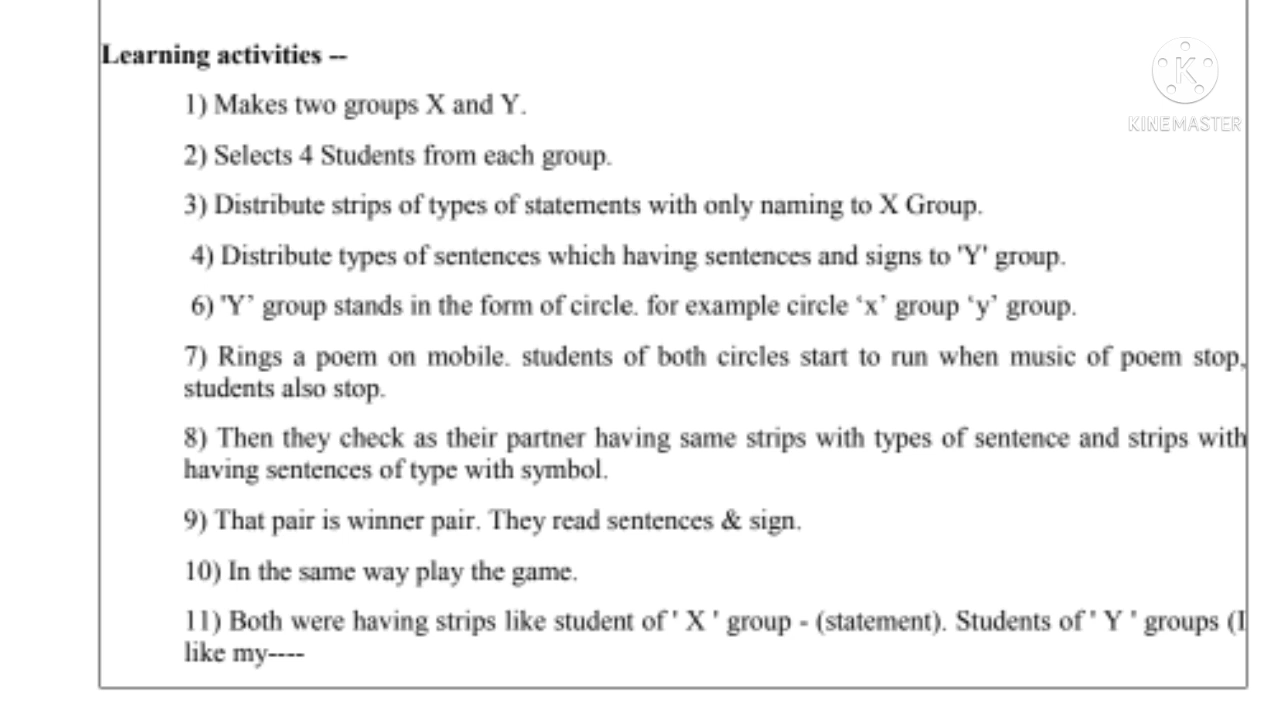 Learning activities --
1) Makes two groups X and Y.
2) Selects 4 Students from each group.
3) Distribute strips of types of statements with only naming to X Group.
4) Distribute types of sentences which having sentences and signs to 'Y' group.
6) 'Y’ group stands in the form of circle. for example circle ‘x’ group ‘y’ group.
7) Rings a poem on mobile. students of both circles start to run when music of poem stop,
students also stop.
8) Then they check as their partner having same strips with types of sentence and strips with
having sentences of type with symbol.
9) That pair is winner pair. They read sentences & sign.
10) In the same way play the game.
11) Both were having strips like student of ' X ' group - (statement). Students of ' Y ' groups (I
like my----
KINEMASTER